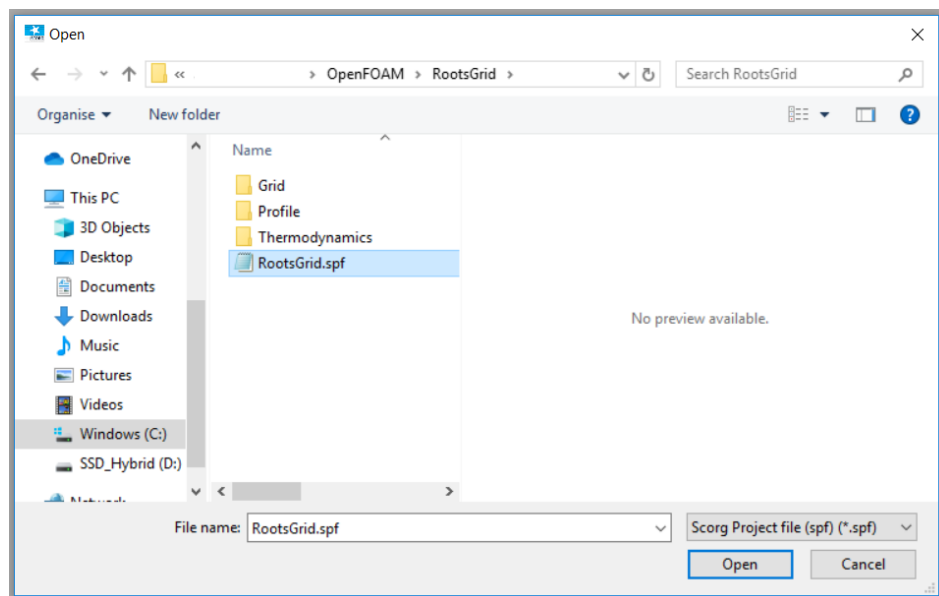 Open
« > OpenFOAM > RootsGrid >
Search RootsGrid
Organise
New folder
OneDrive
This PC
3D Objects
Desktop
Documents
Downloads
Music
Pictures
Videos
Windows (C:)
SSD_Hybrid (D:)
Name
Grid
Profile
Thermodynamics
RootsGrid.spf
No preview available.
File name: RootsGrid.spf
Scorg Project file (spf) (*.spf)
Open
Cancel